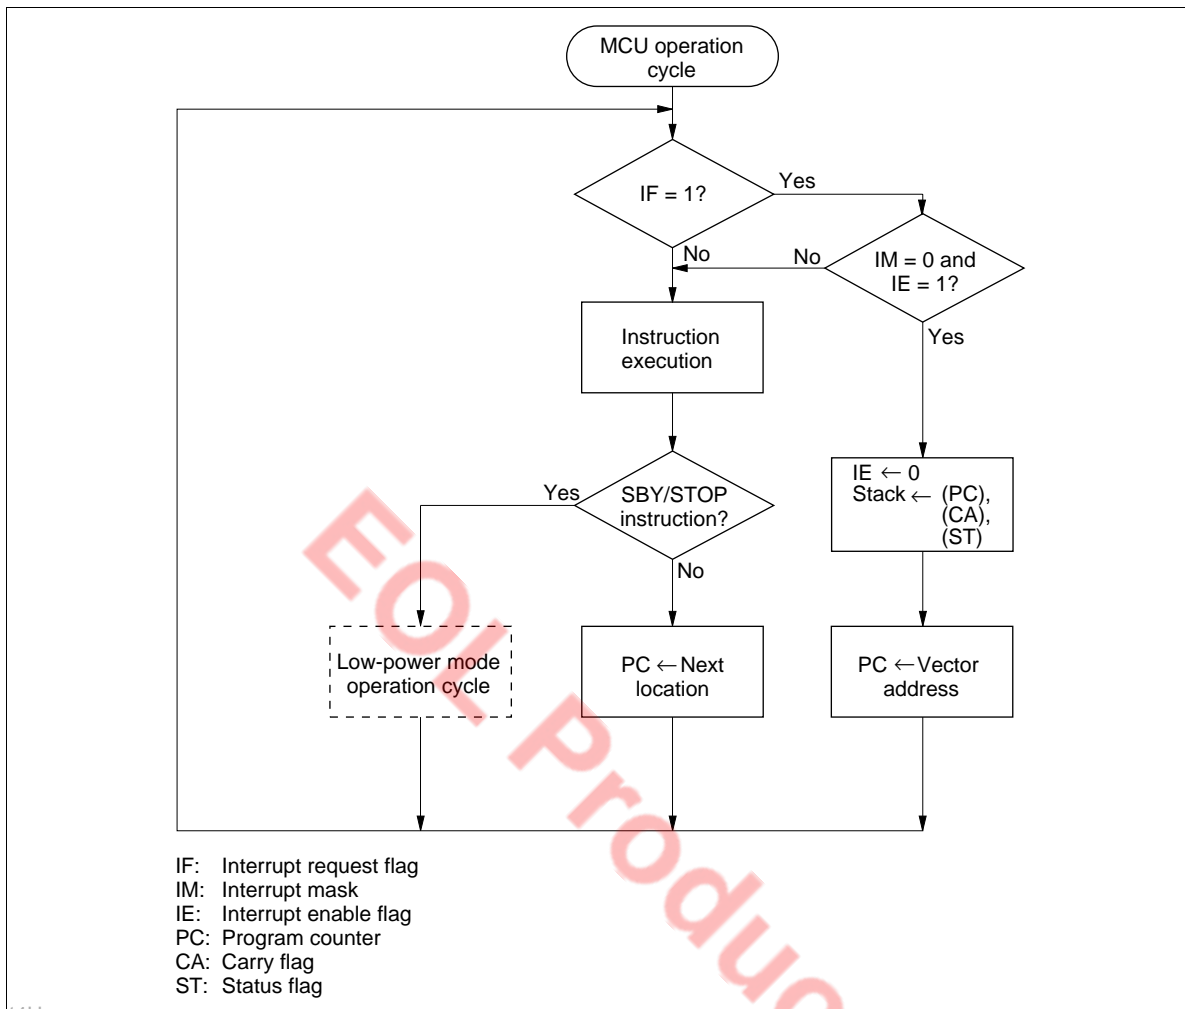 MCU operation
cycle
IF = 1?
Yes
No
No
IM = 0 and
IE = 1?
Yes
Instruction
execution
IE ← 0
Stack ← (PC),
(CA),
(ST)
Yes
SBY/STOP
instruction?
No
Low-power mode
operation cycle
PC ← Next
location
PC ← Vector
address
IF: Interrupt request flag
IM: Interrupt mask
IE: Interrupt enable flag
PC: Program counter
CA: Carry flag
ST: Status flag
EOL Produc